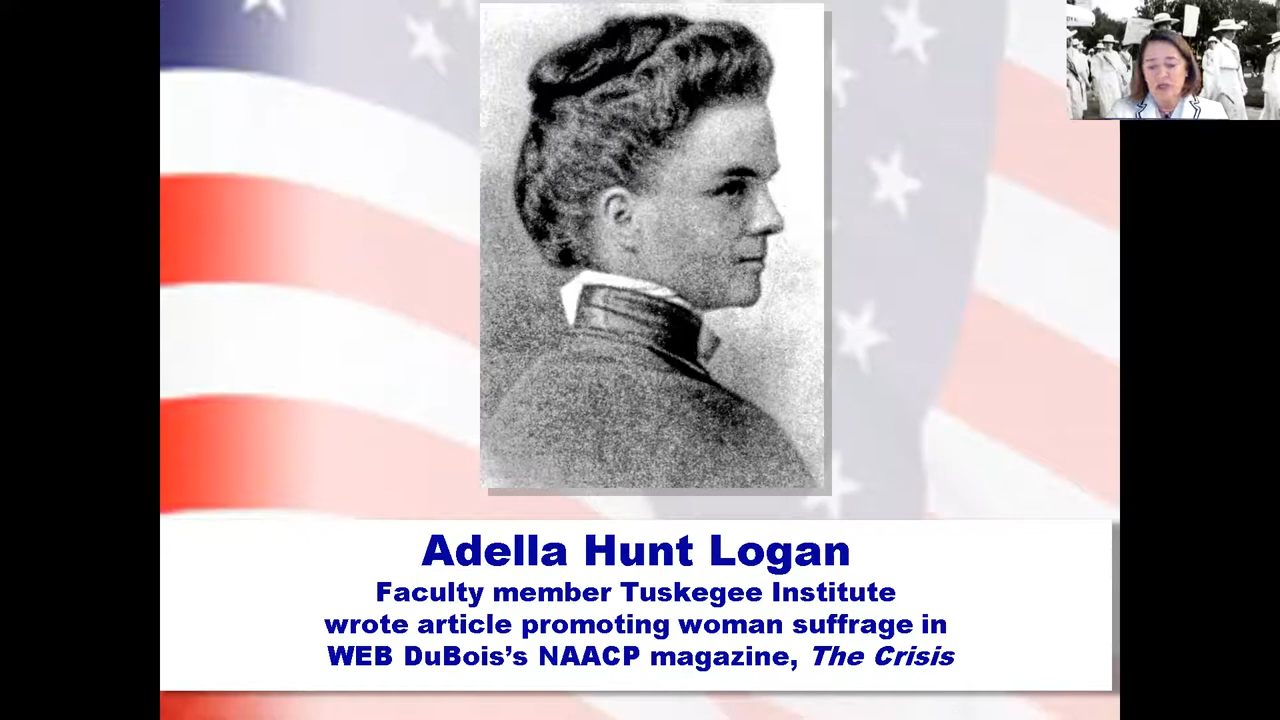 Adella Hunt Logan
Faculty member Tuskegee Institute
wrote article promoting woman suffrage in
WEB DuBois’s NAACP magazine, The Crisis